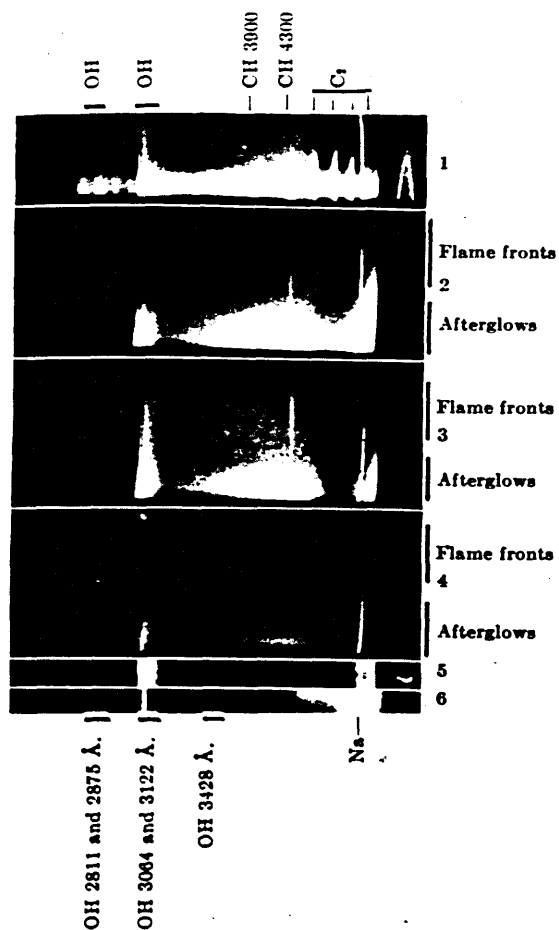 OH
OH
CH 3900
CH 4300
C₂
1
Flame fronts
2
Afterglows
Flame fronts
3
Afterglows
Flame fronts
4
Afterglows
5
6
OH 2811 and 2875 Å.
OH 3064 and 3122 Å.
OH 3428 Å.
Na